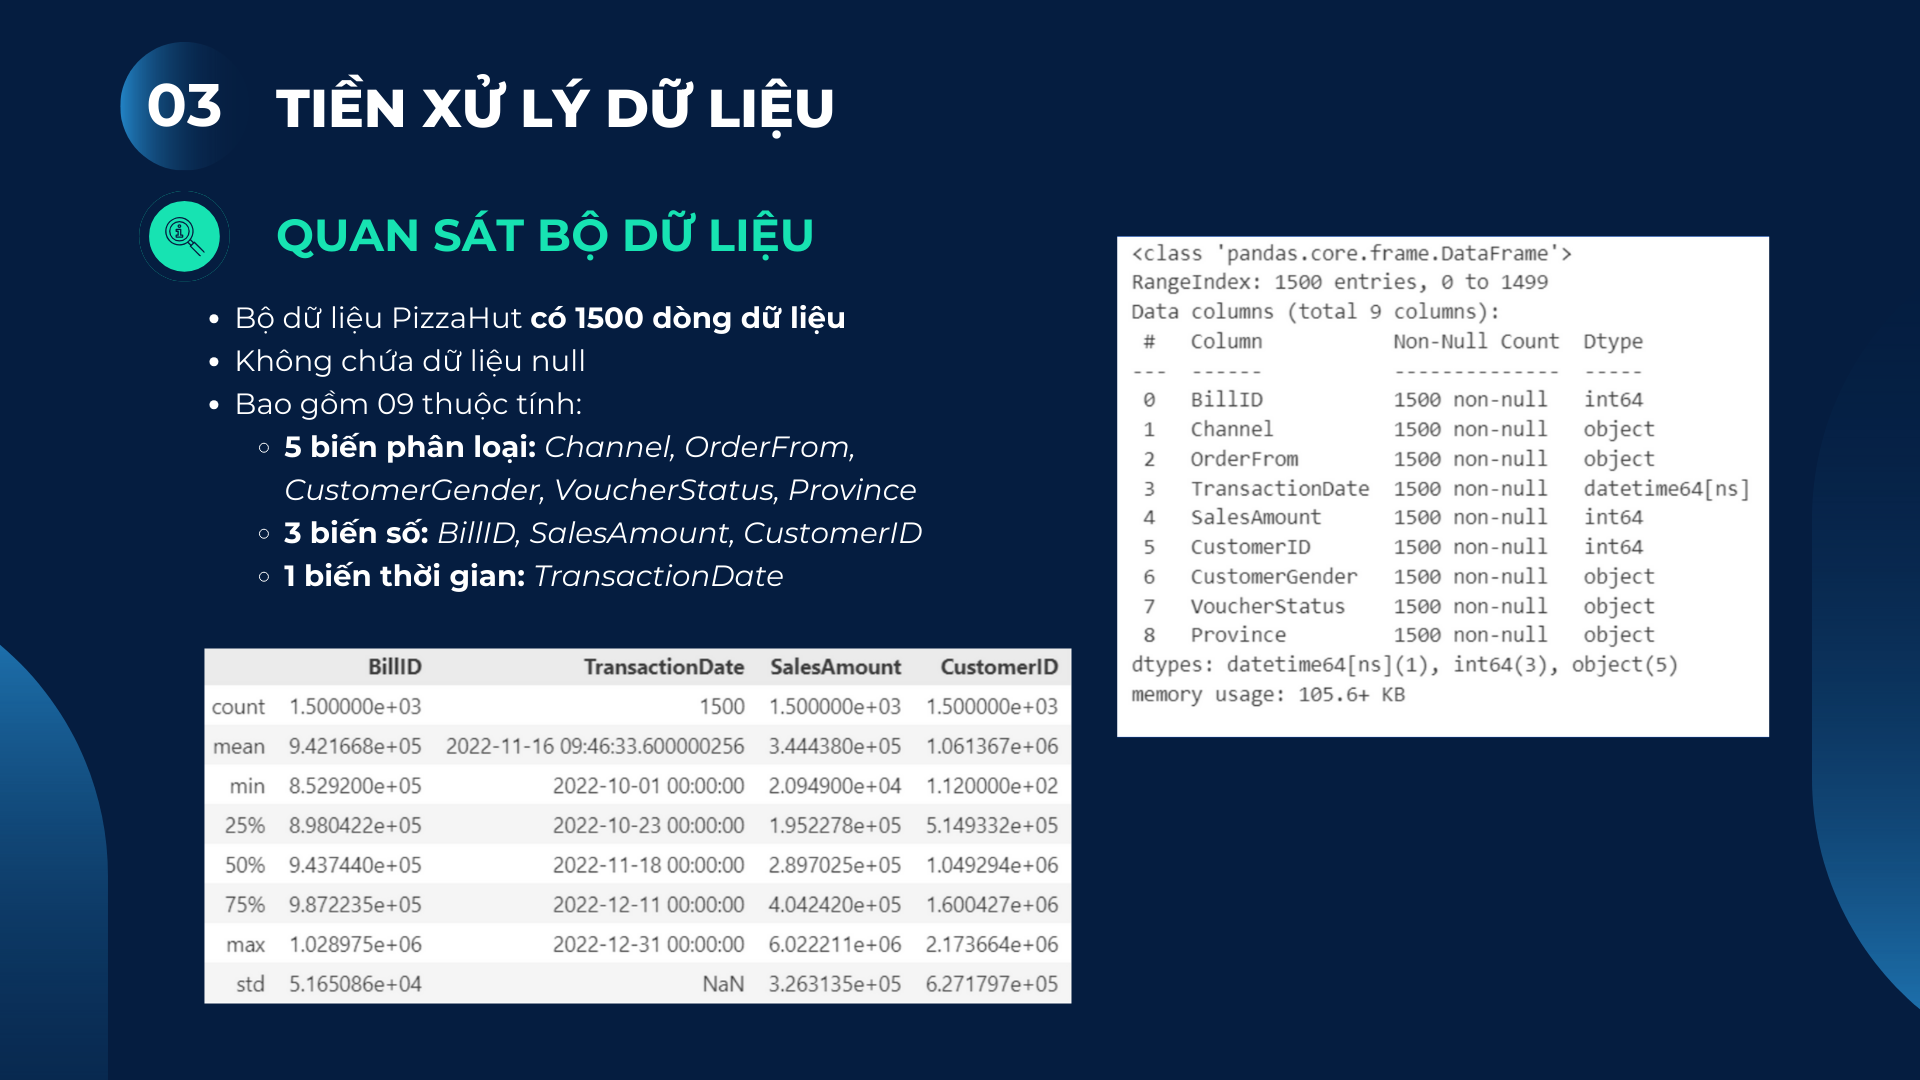 03
TIỀN XỬ LÝ DỮ LIỆU
QUAN SÁT BỘ DỮ LIỆU
• Bộ dữ liệu PizzaHut có 1500 dòng dữ liệu
• Không chứa dữ liệu null
• Bao gồm 09 thuộc tính:
◦ 5 biến phân loại: Channel, OrderFrom,
CustomerGender, VoucherStatus, Province
◦ 3 biến số: BillID, SalesAmount, CustomerID
◦ 1 biến thời gian: TransactionDate
BillID TransactionDate SalesAmount CustomerID
count 1.500000e+03 1500 1.500000e+03 1.500000e+03
mean 9.421668e+05 2022-11-16 09:46:33.600000256 3.444380e+05 1.061367e+06
min 8.529200e+05 2022-10-01 00:00:00 2.094900e+04 1.120000e+02
25% 8.980422e+05 2022-10-23 00:00:00 1.952278e+05 5.149332e+05
50% 9.437440e+05 2022-11-18 00:00:00 2.897025e+05 1.049294e+06
75% 9.872235e+05 2022-12-11 00:00:00 4.042420e+05 1.600427e+06
max 1.028975e+06 2022-12-31 00:00:00 6.022211e+06 2.173664e+06
std 5.165086e+04 NaN 3.263135e+05 6.271797e+05
<class 'pandas.core.frame.DataFrame'>
RangeIndex: 1500 entries, 0 to 1499
Data columns (total 9 columns):
# Column Non-Null Count Dtype
--- ------ -------------- -----
0 BillID 1500 non-null int64
1 Channel 1500 non-null object
2 OrderFrom 1500 non-null object
3 TransactionDate 1500 non-null datetime64[ns]
4 SalesAmount 1500 non-null int64
5 CustomerID 1500 non-null int64
6 CustomerGender 1500 non-null object
7 VoucherStatus 1500 non-null object
8 Province 1500 non-null object
dtypes: datetime64[ns](1), int64(3), object(5)
memory usage: 105.6+ KB